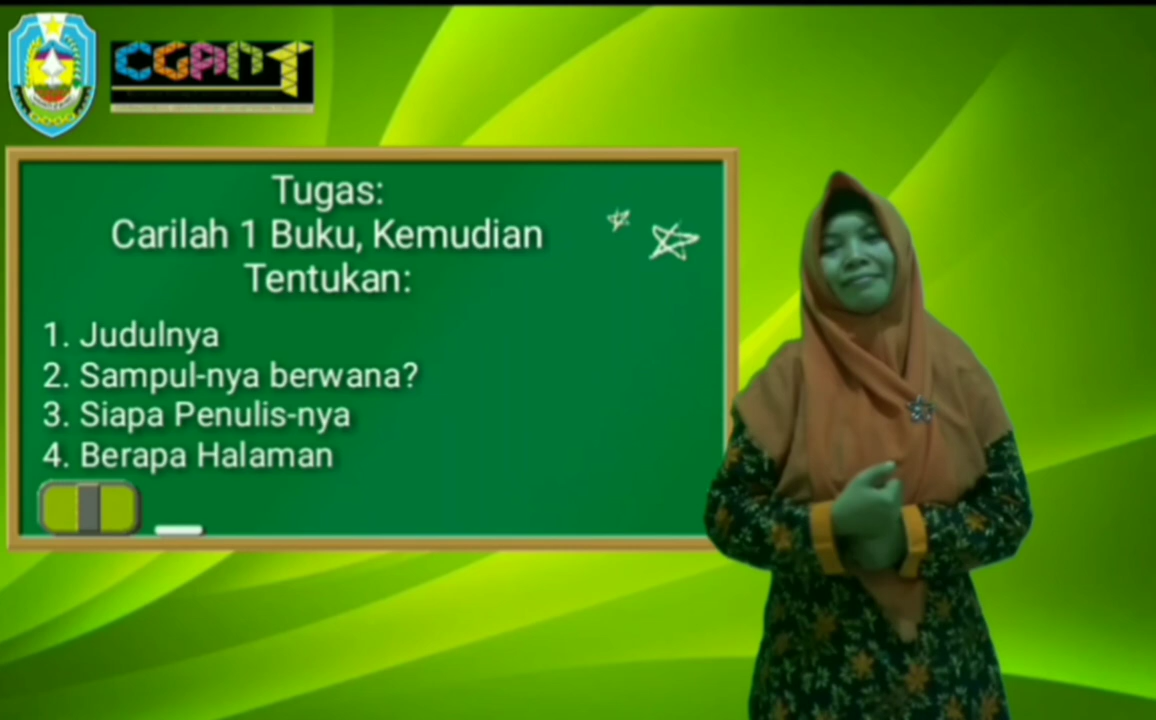 CGANT
Tugas:
Carilah 1 Buku, Kemudian
Tentukan:
1. Judulnya
2. Sampul-nya berwana?
3. Siapa Penulis-nya
4. Berapa Halaman